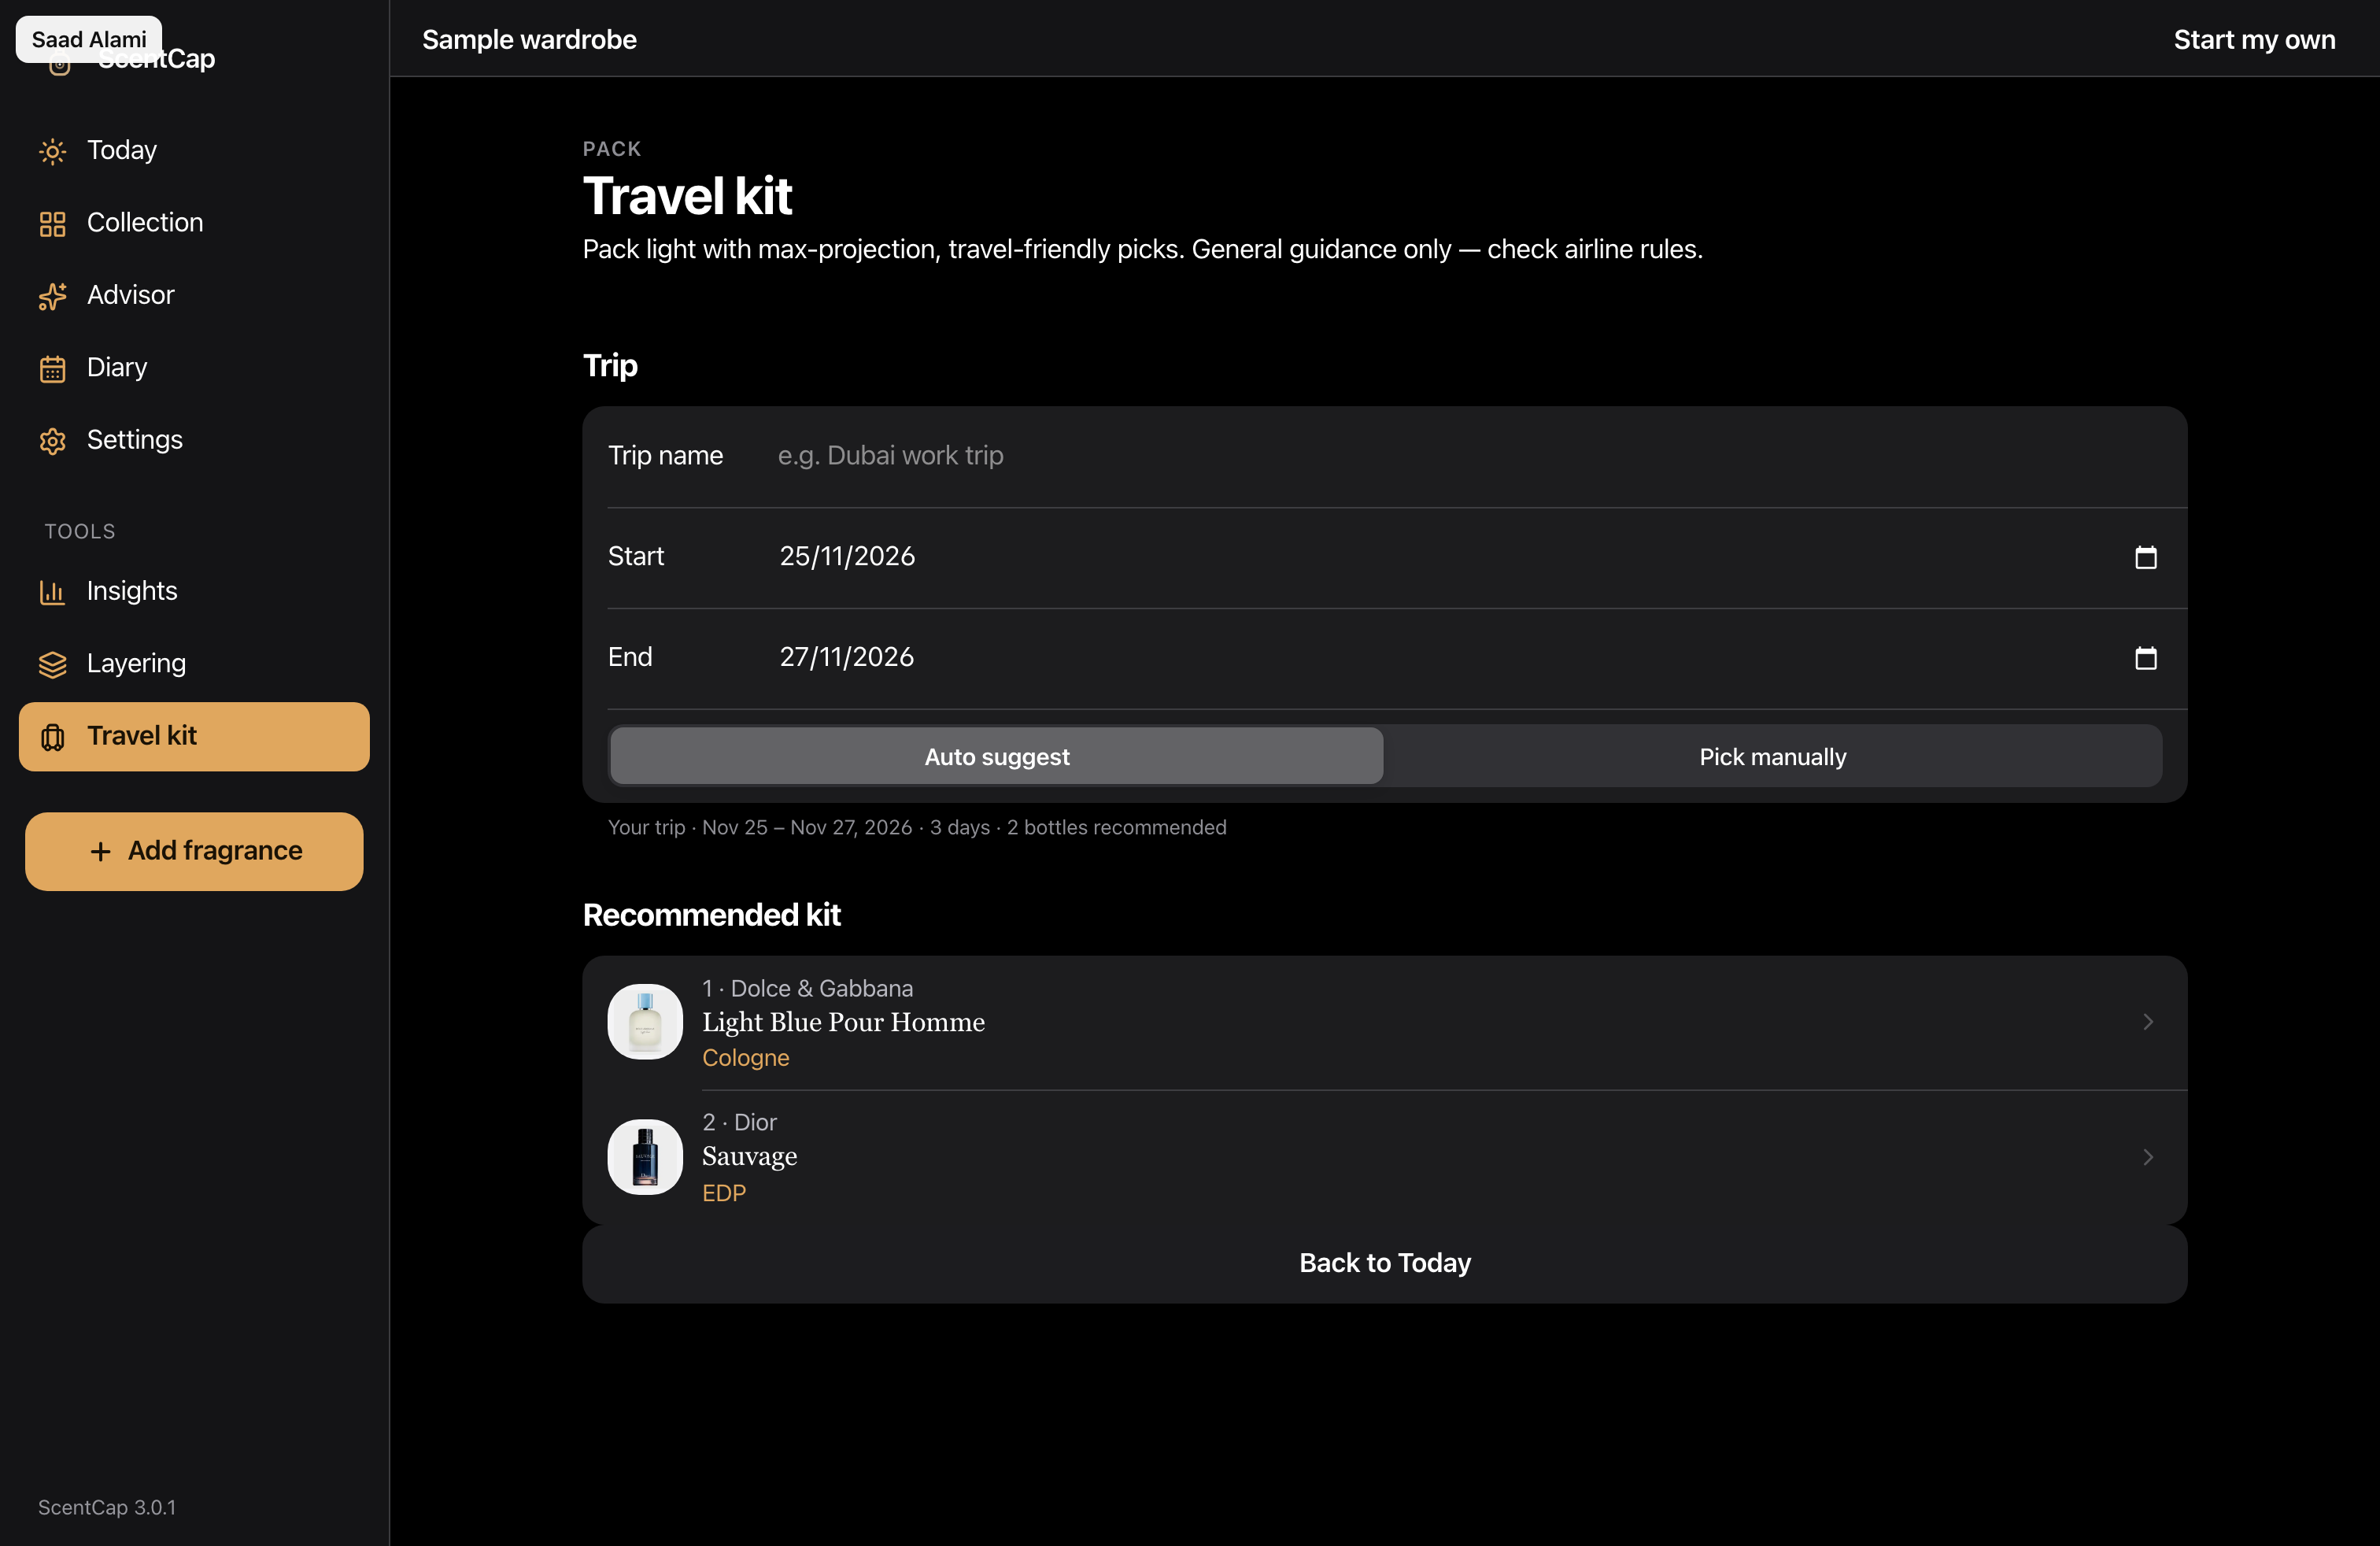 Saad Alami
ScentCap
Today
Collection
Advisor
Diary
Settings
TOOLS
Insights
Layering
Travel kit
+ Add fragrance
ScentCap 3.0.1
Sample wardrobe
Start my own
PACK
Travel kit
Pack light with max-projection, travel-friendly picks. General guidance only — check airline rules.
Trip
Trip name e.g. Dubai work trip
Start 25/11/2026
End 27/11/2026
Auto suggest Pick manually
Your trip · Nov 25 – Nov 27, 2026 · 3 days · 2 bottles recommended
Recommended kit
1 · Dolce & Gabbana
Light Blue Pour Homme
Cologne
2 · Dior
Sauvage
EDP
Back to Today